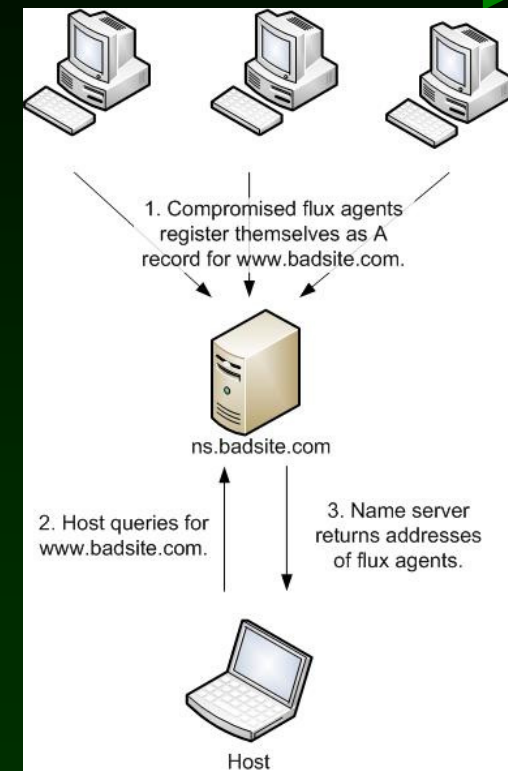 1. Compromised flux agents
register themselves as A
record for www.badsite.com.
ns.badsite.com
2. Host queries for
www.badsite.com.
3. Name server
returns addresses
of flux agents.
Host